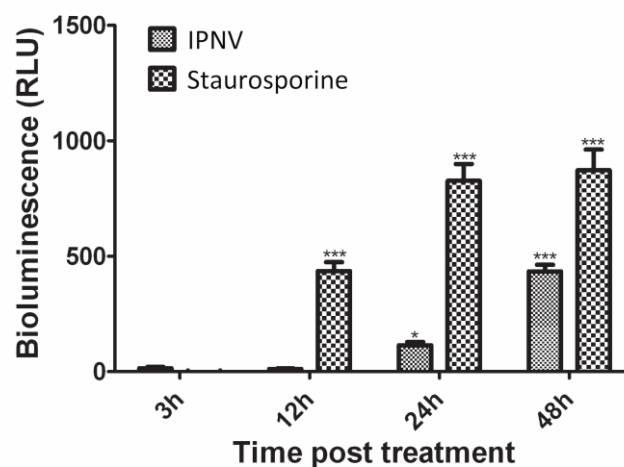 1500
IPNV
Staurosporine
1000
500
0
Bioluminescence (RLU)
***
*
***
***
***
3h
12h
24h
48h
Time post treatment